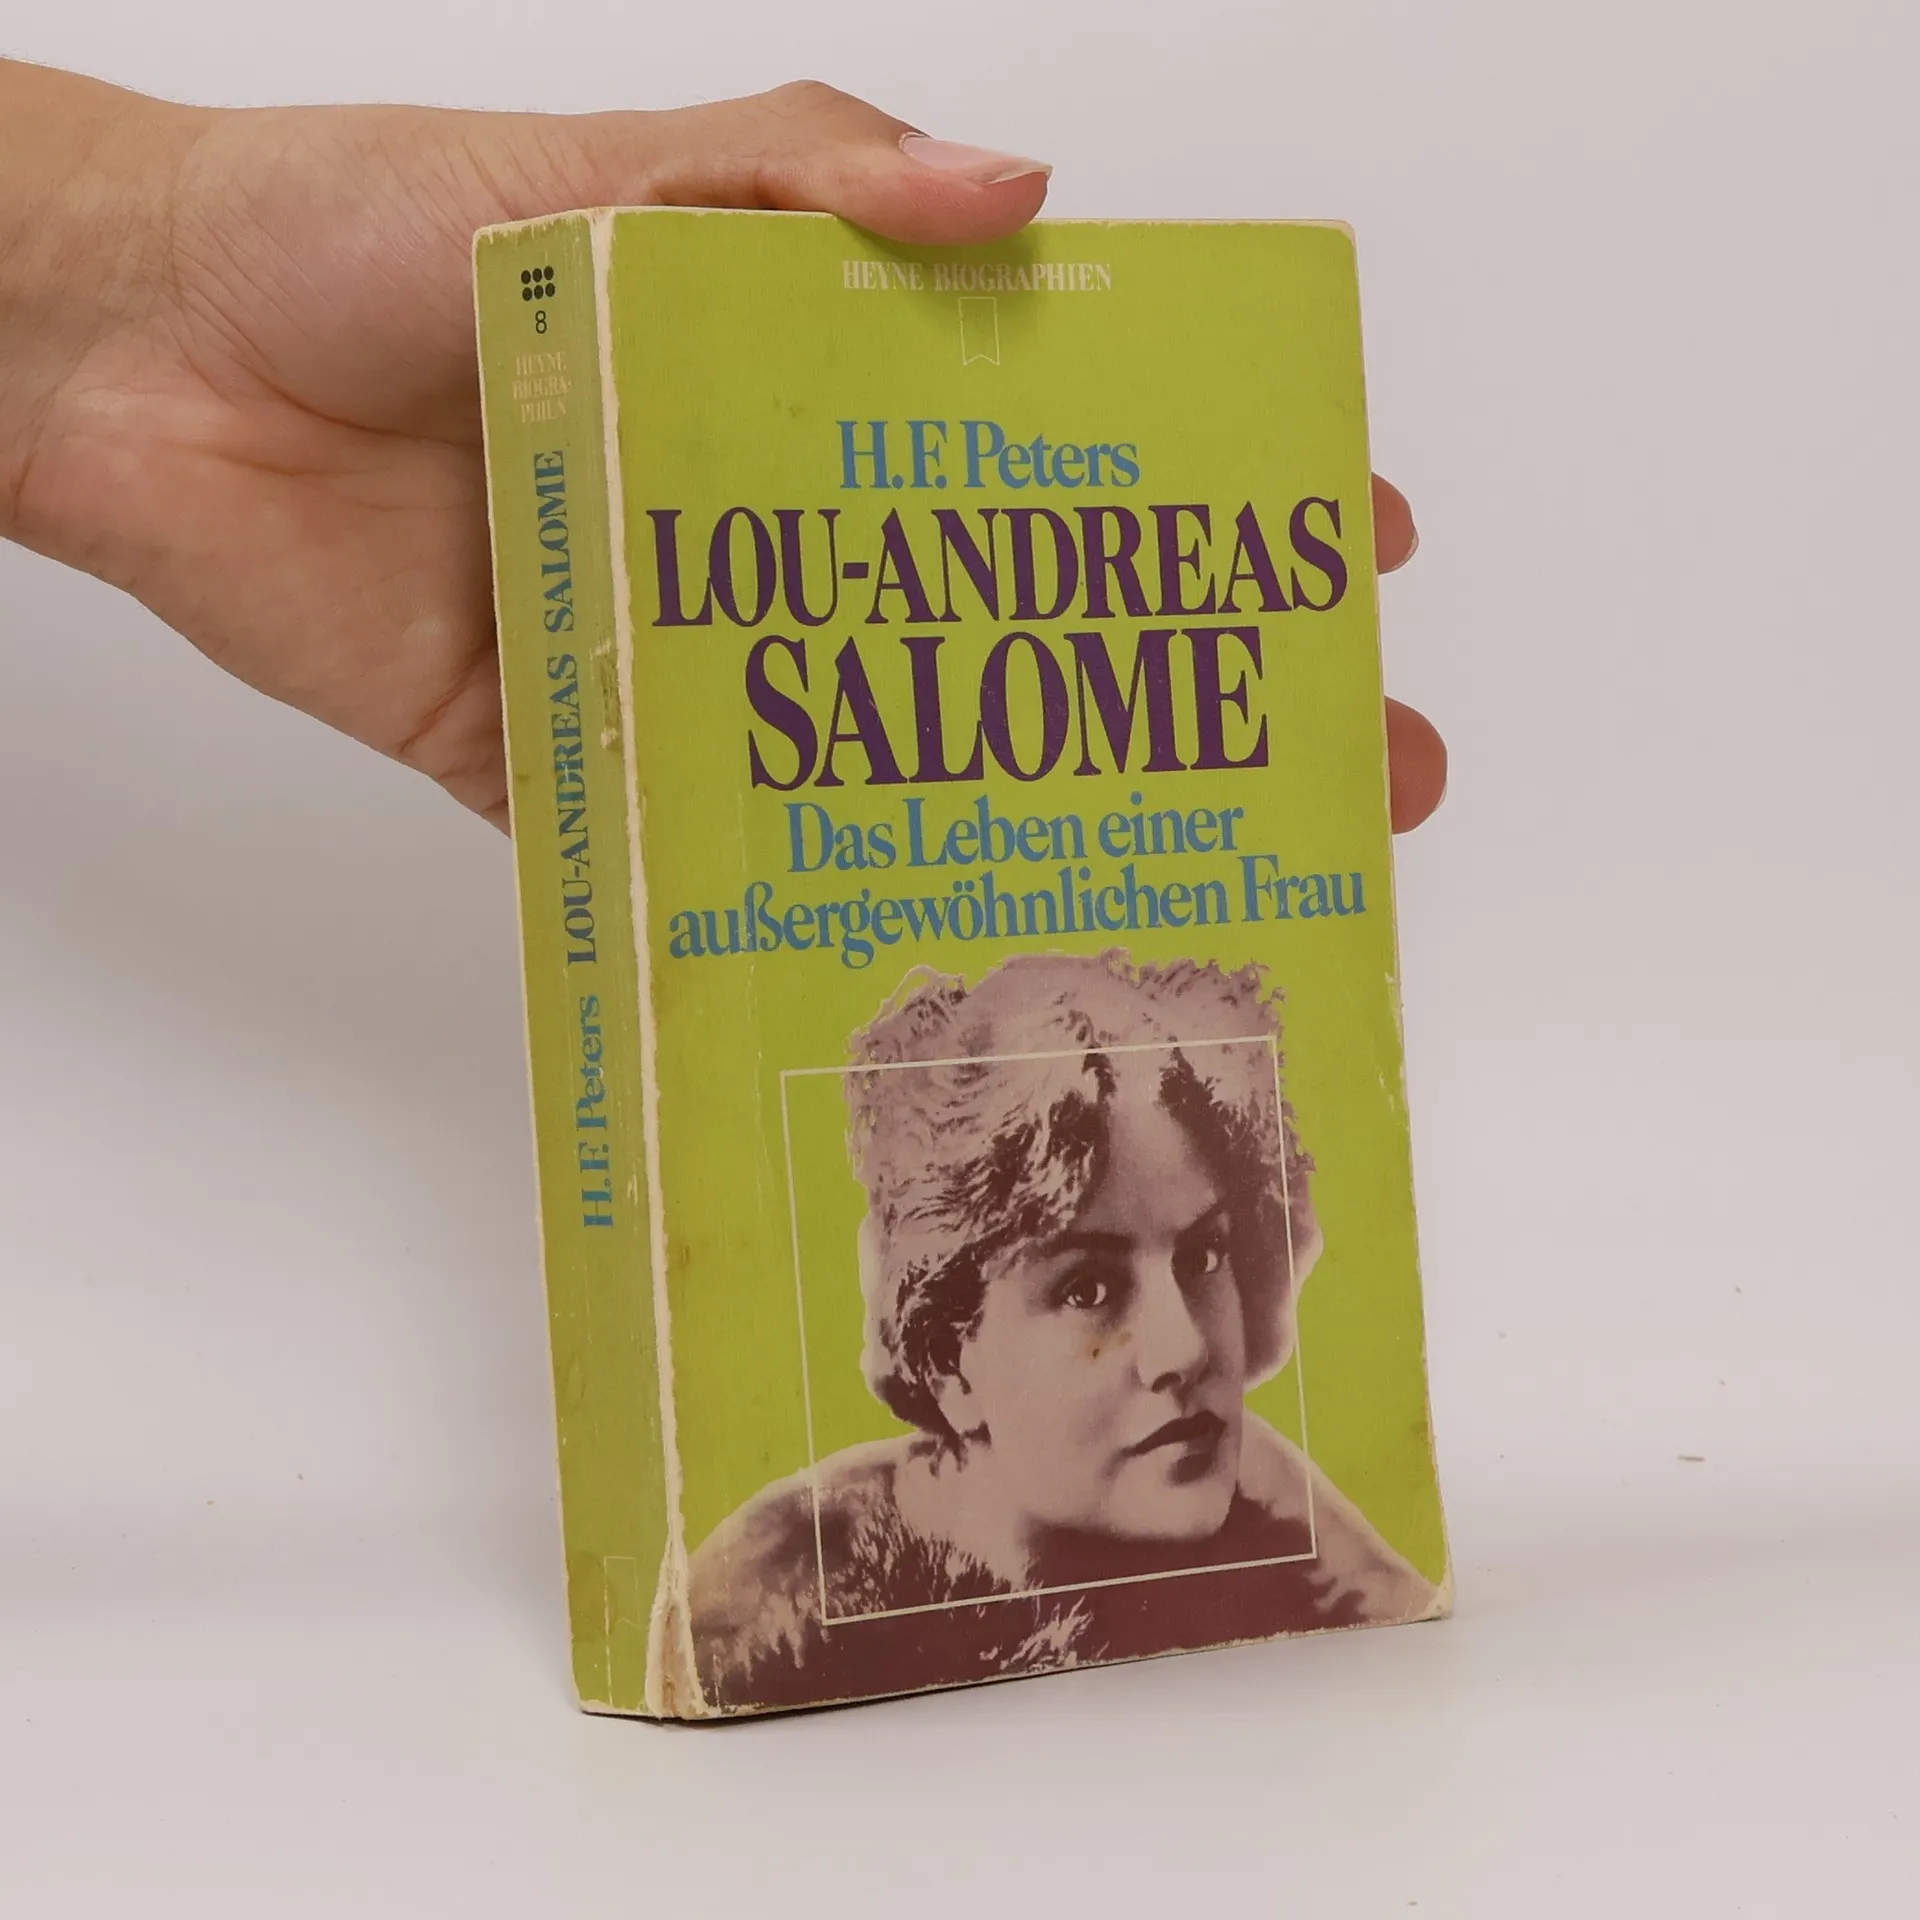 8
HEYNE
BIOGRA-
PHIEN
H.F. Peters LOU-ANDREAS SALOME
HEYNE BIOGRAPHIEN
H.F. Peters
LOU-ANDREAS
SALOME
Das Leben einer
außergewöhnlichen Frau